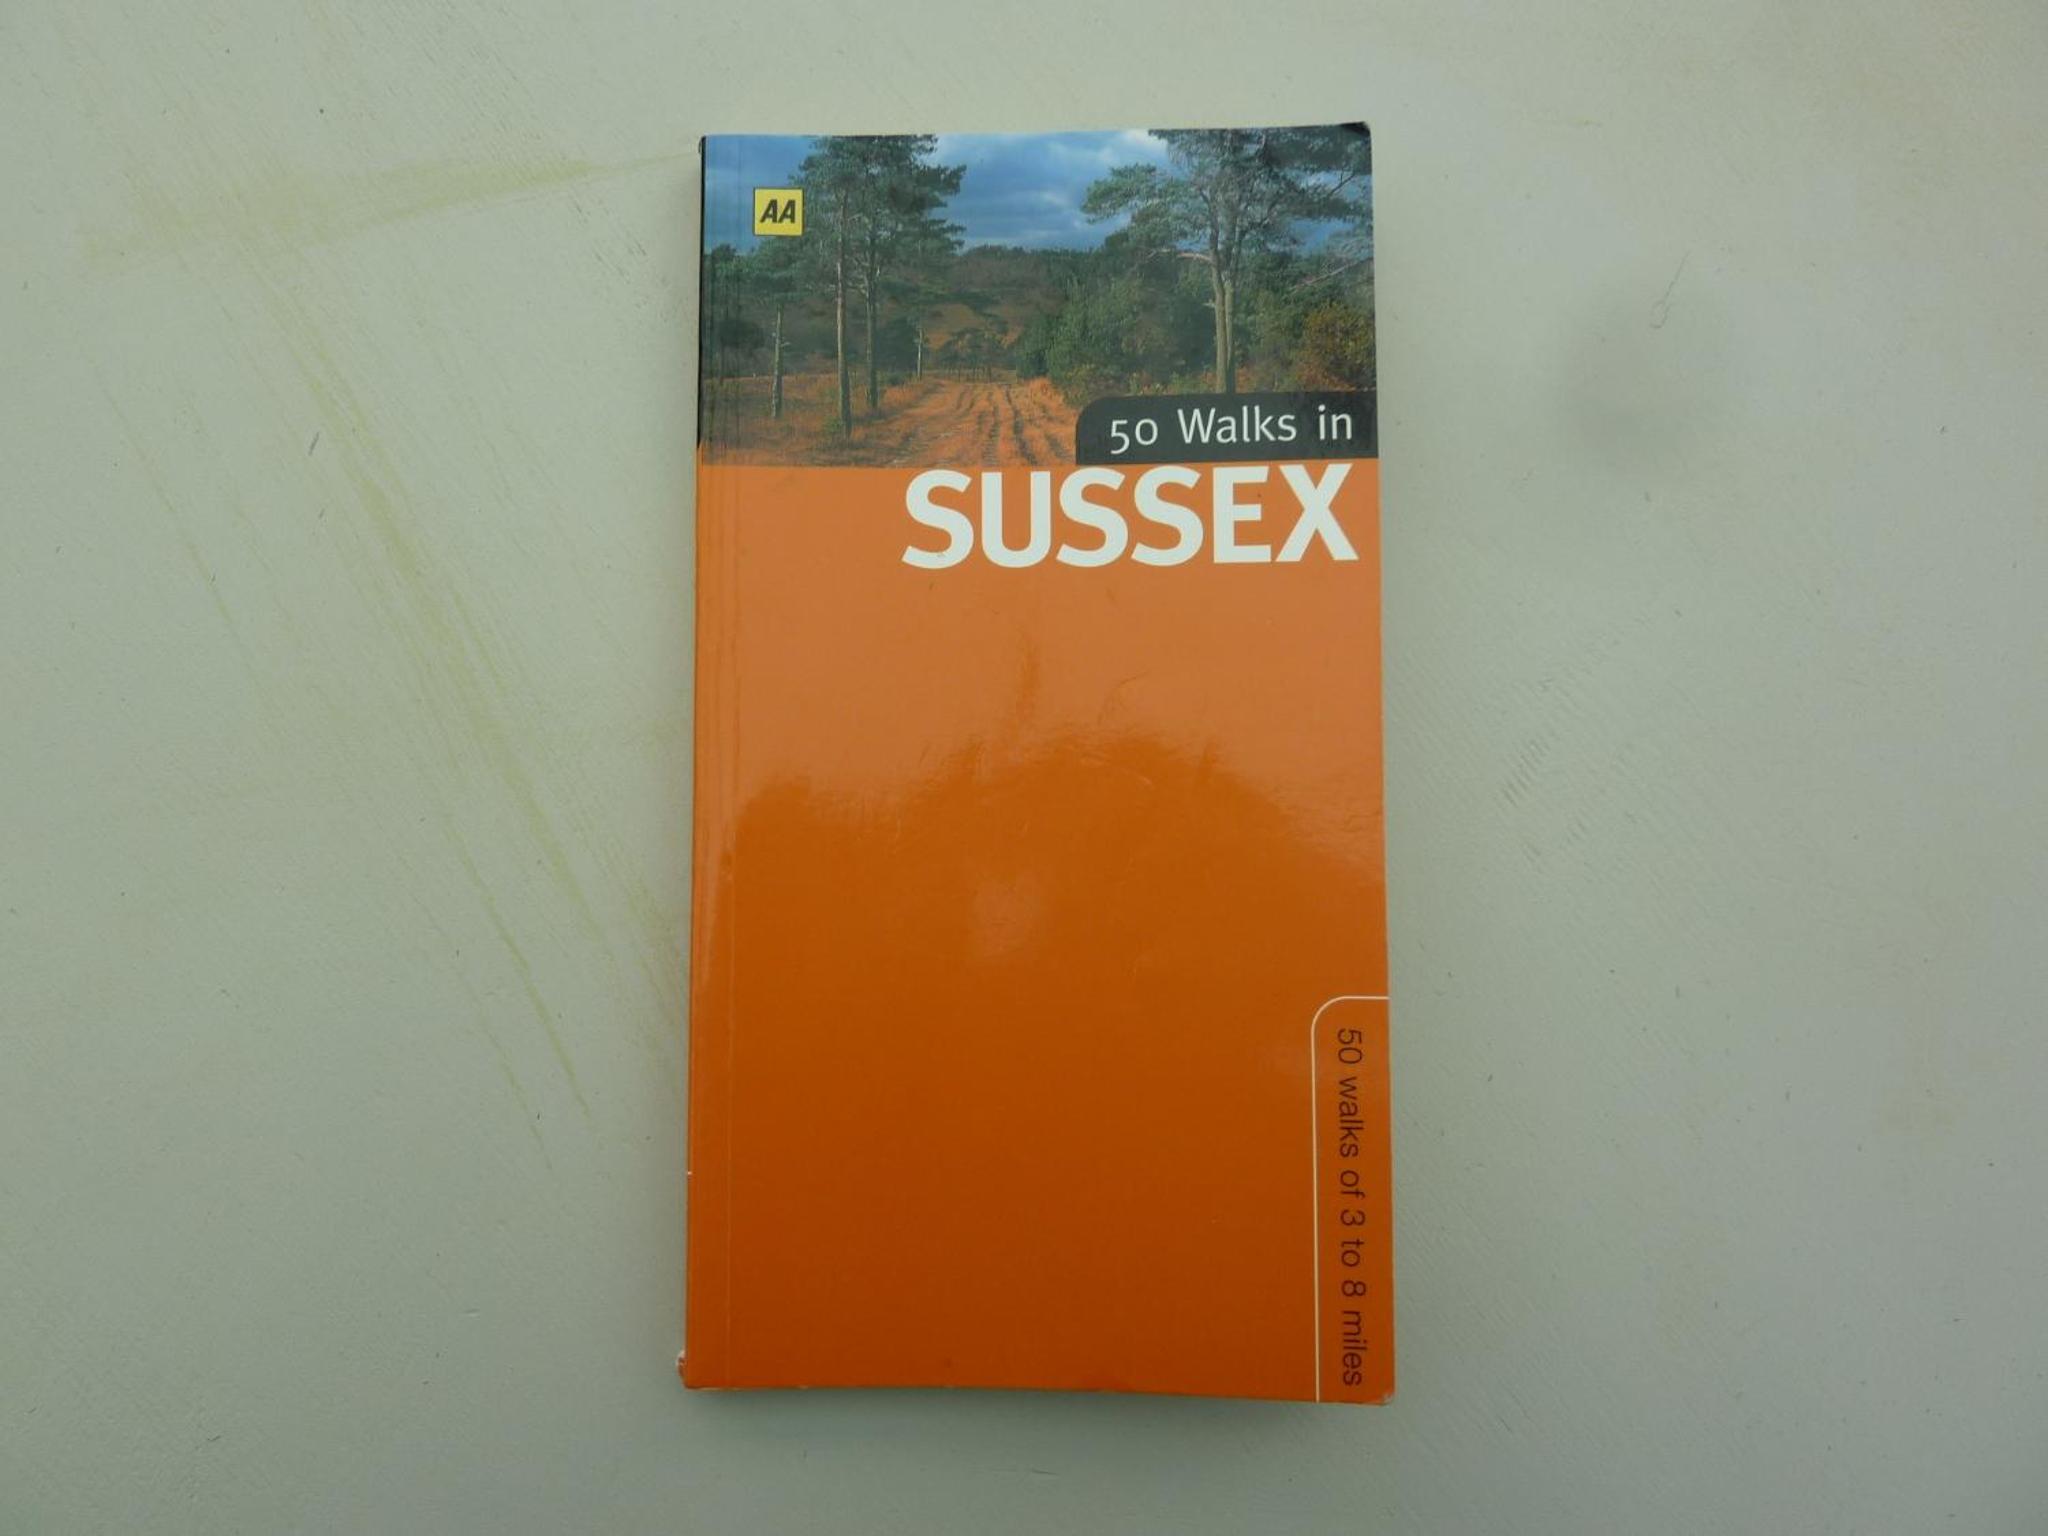 AA
50 Walks in
SUSSEX
50 walks of 3 to 8 miles